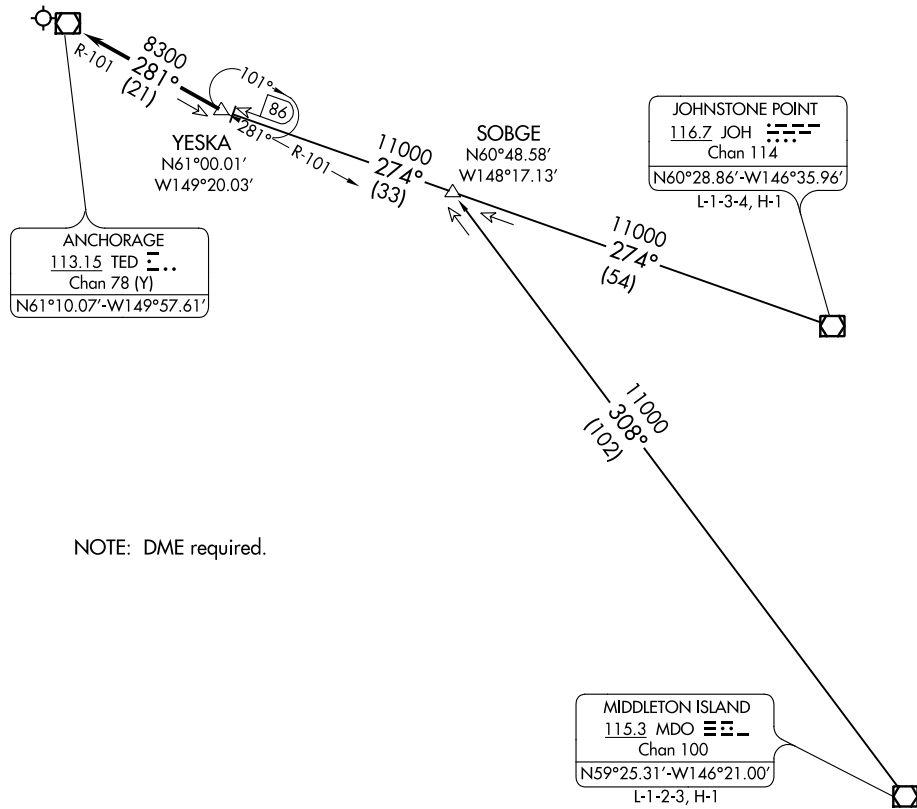 R-101
8300
281°
(21)
101°
86
281°
R-101
YESKA
N61°00.01'
W149°20.03'
11000
274°
(33)
SOBGE
N60°48.58'
W148°17.13'
JOHNSTONE POINT
116.7 JOH
Chan 114
N60°28.86'-W146°35.96'
L-1-3-4, H-1
ANCHORAGE
113.15 TED
Chan 78 (Y)
N61°10.07'-W149°57.61'
11000
274°
(54)
11000
308°
(102)
NOTE: DME required.
MIDDLETON ISLAND
115.3 MDO
Chan 100
N59°25.31'-W146°21.00'
L-1-2-3, H-1